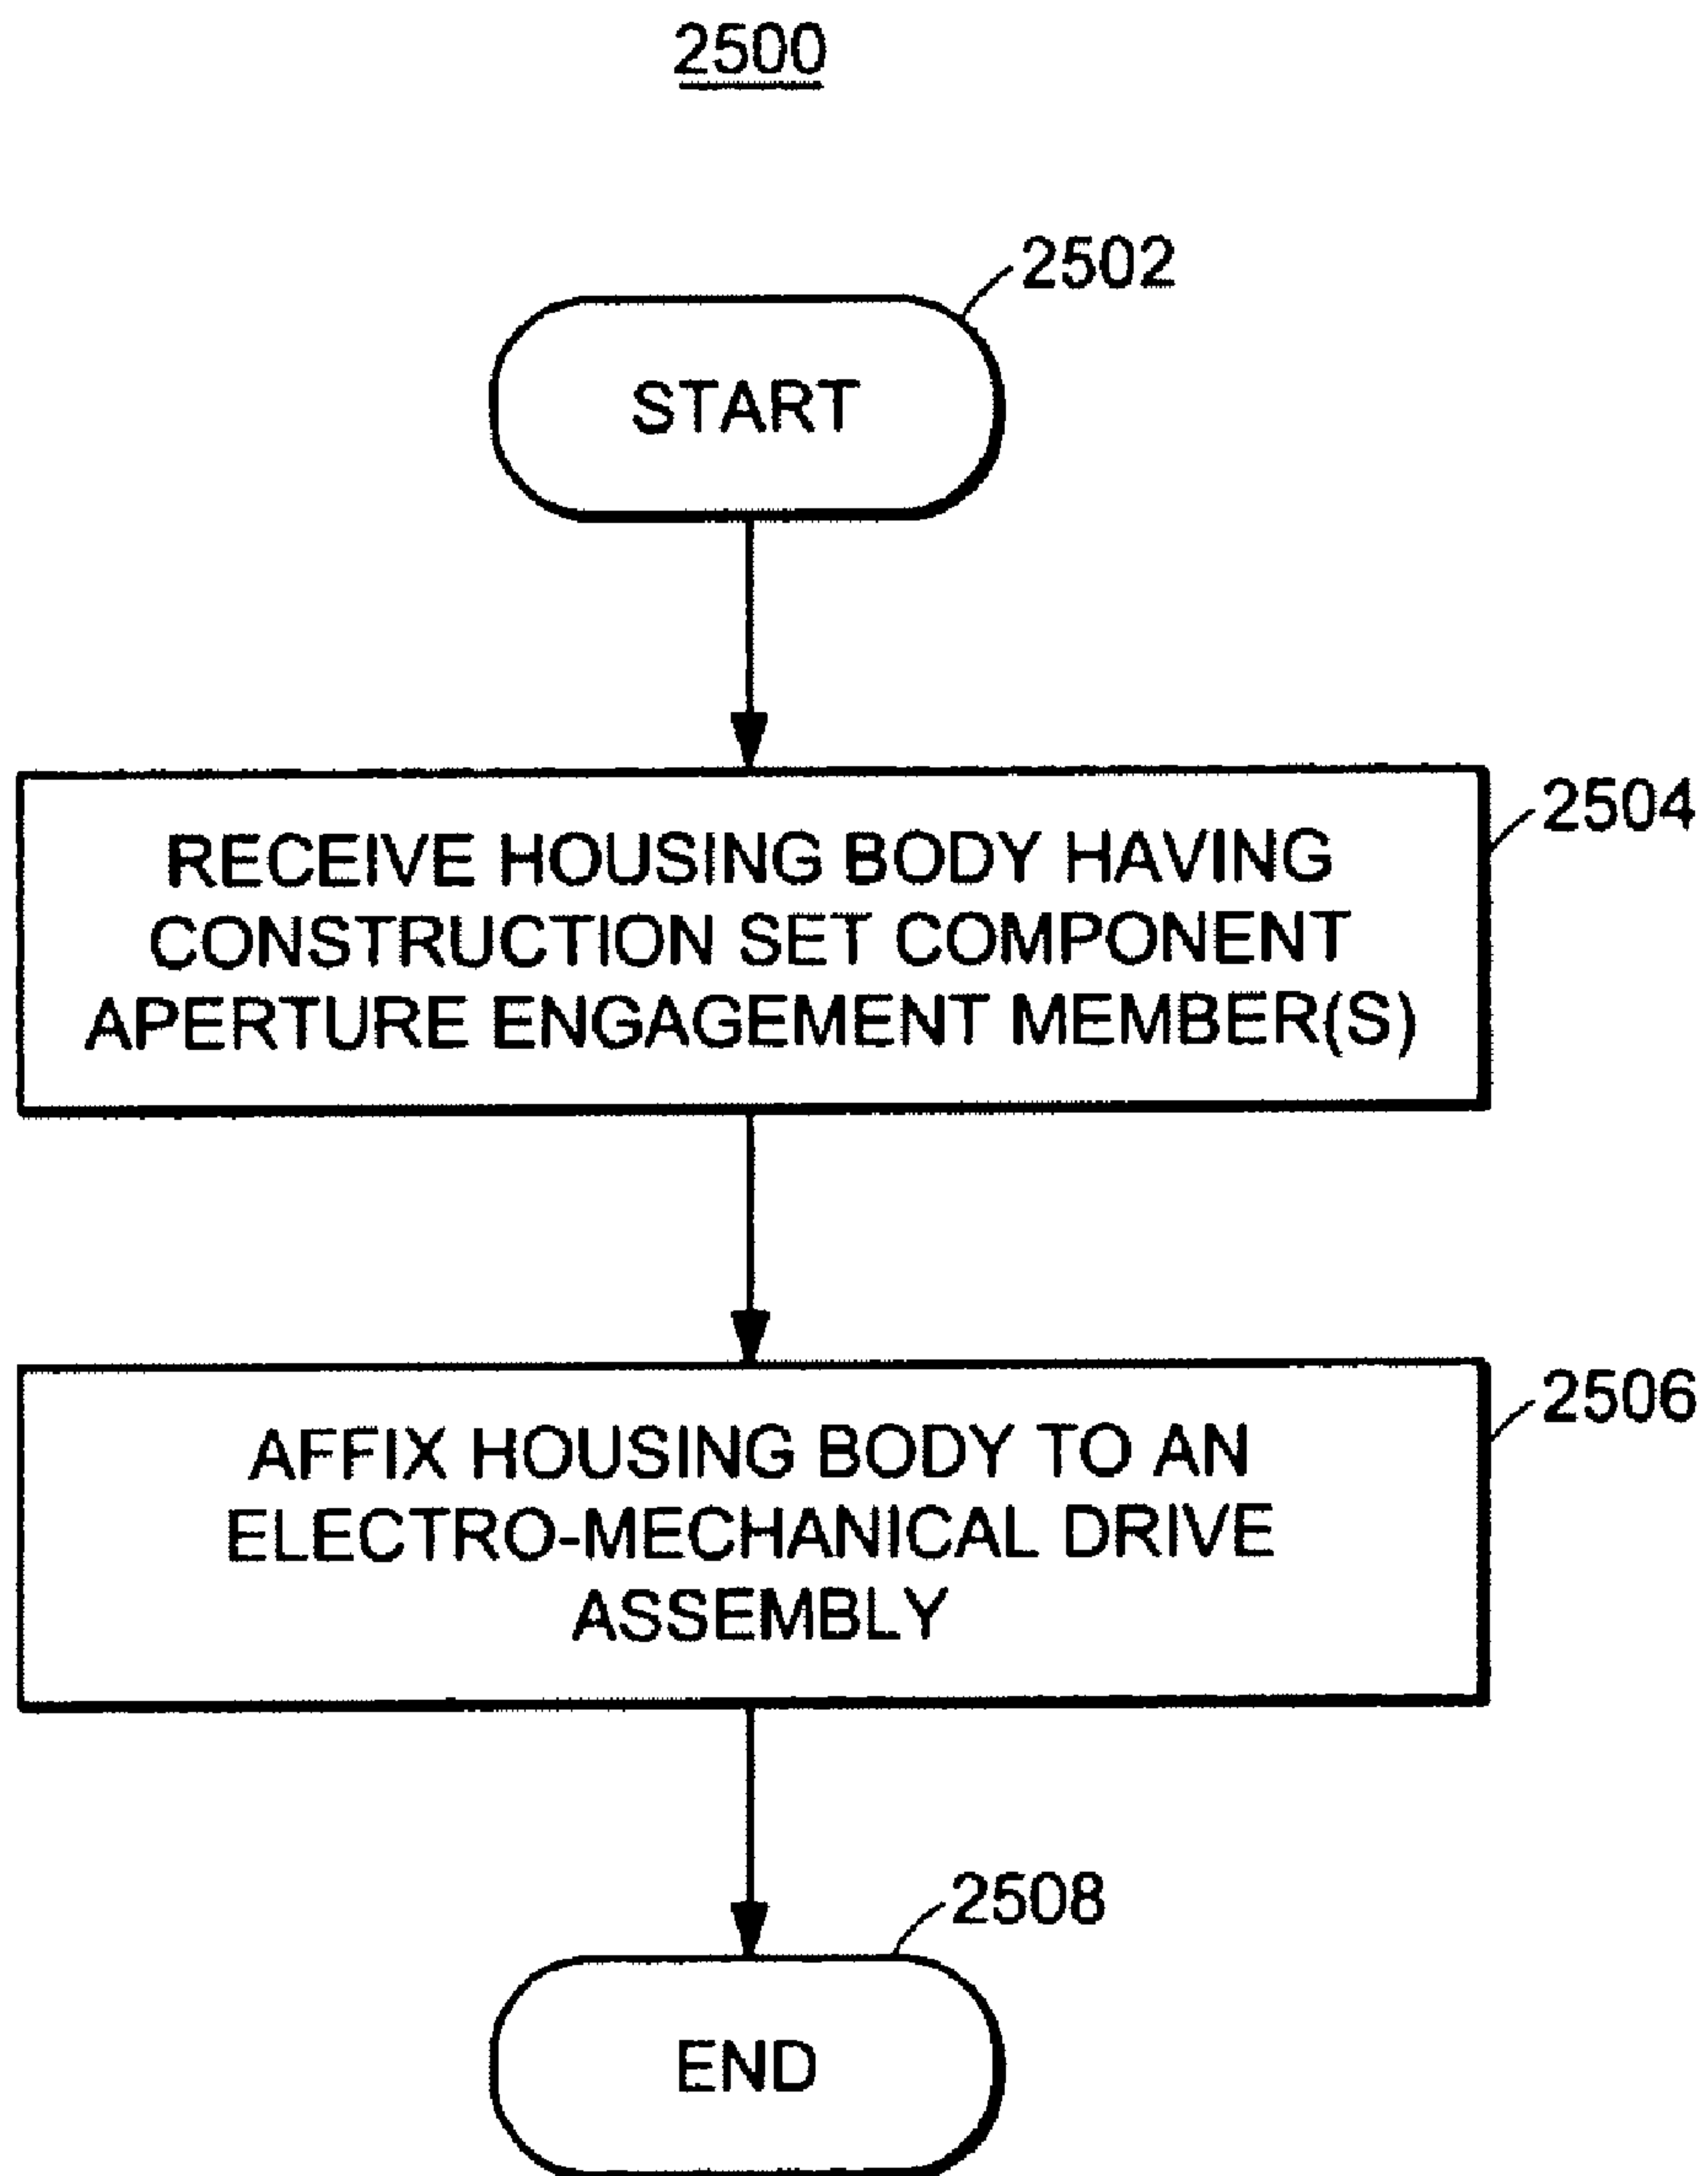 2500
2502
START
2504
RECEIVE HOUSING BODY HAVING
CONSTRUCTION SET COMPONENT
APERTURE ENGAGEMENT MEMBER(S)
2506
AFFIX HOUSING BODY TO AN
ELECTRO-MECHANICAL DRIVE
ASSEMBLY
2508
END